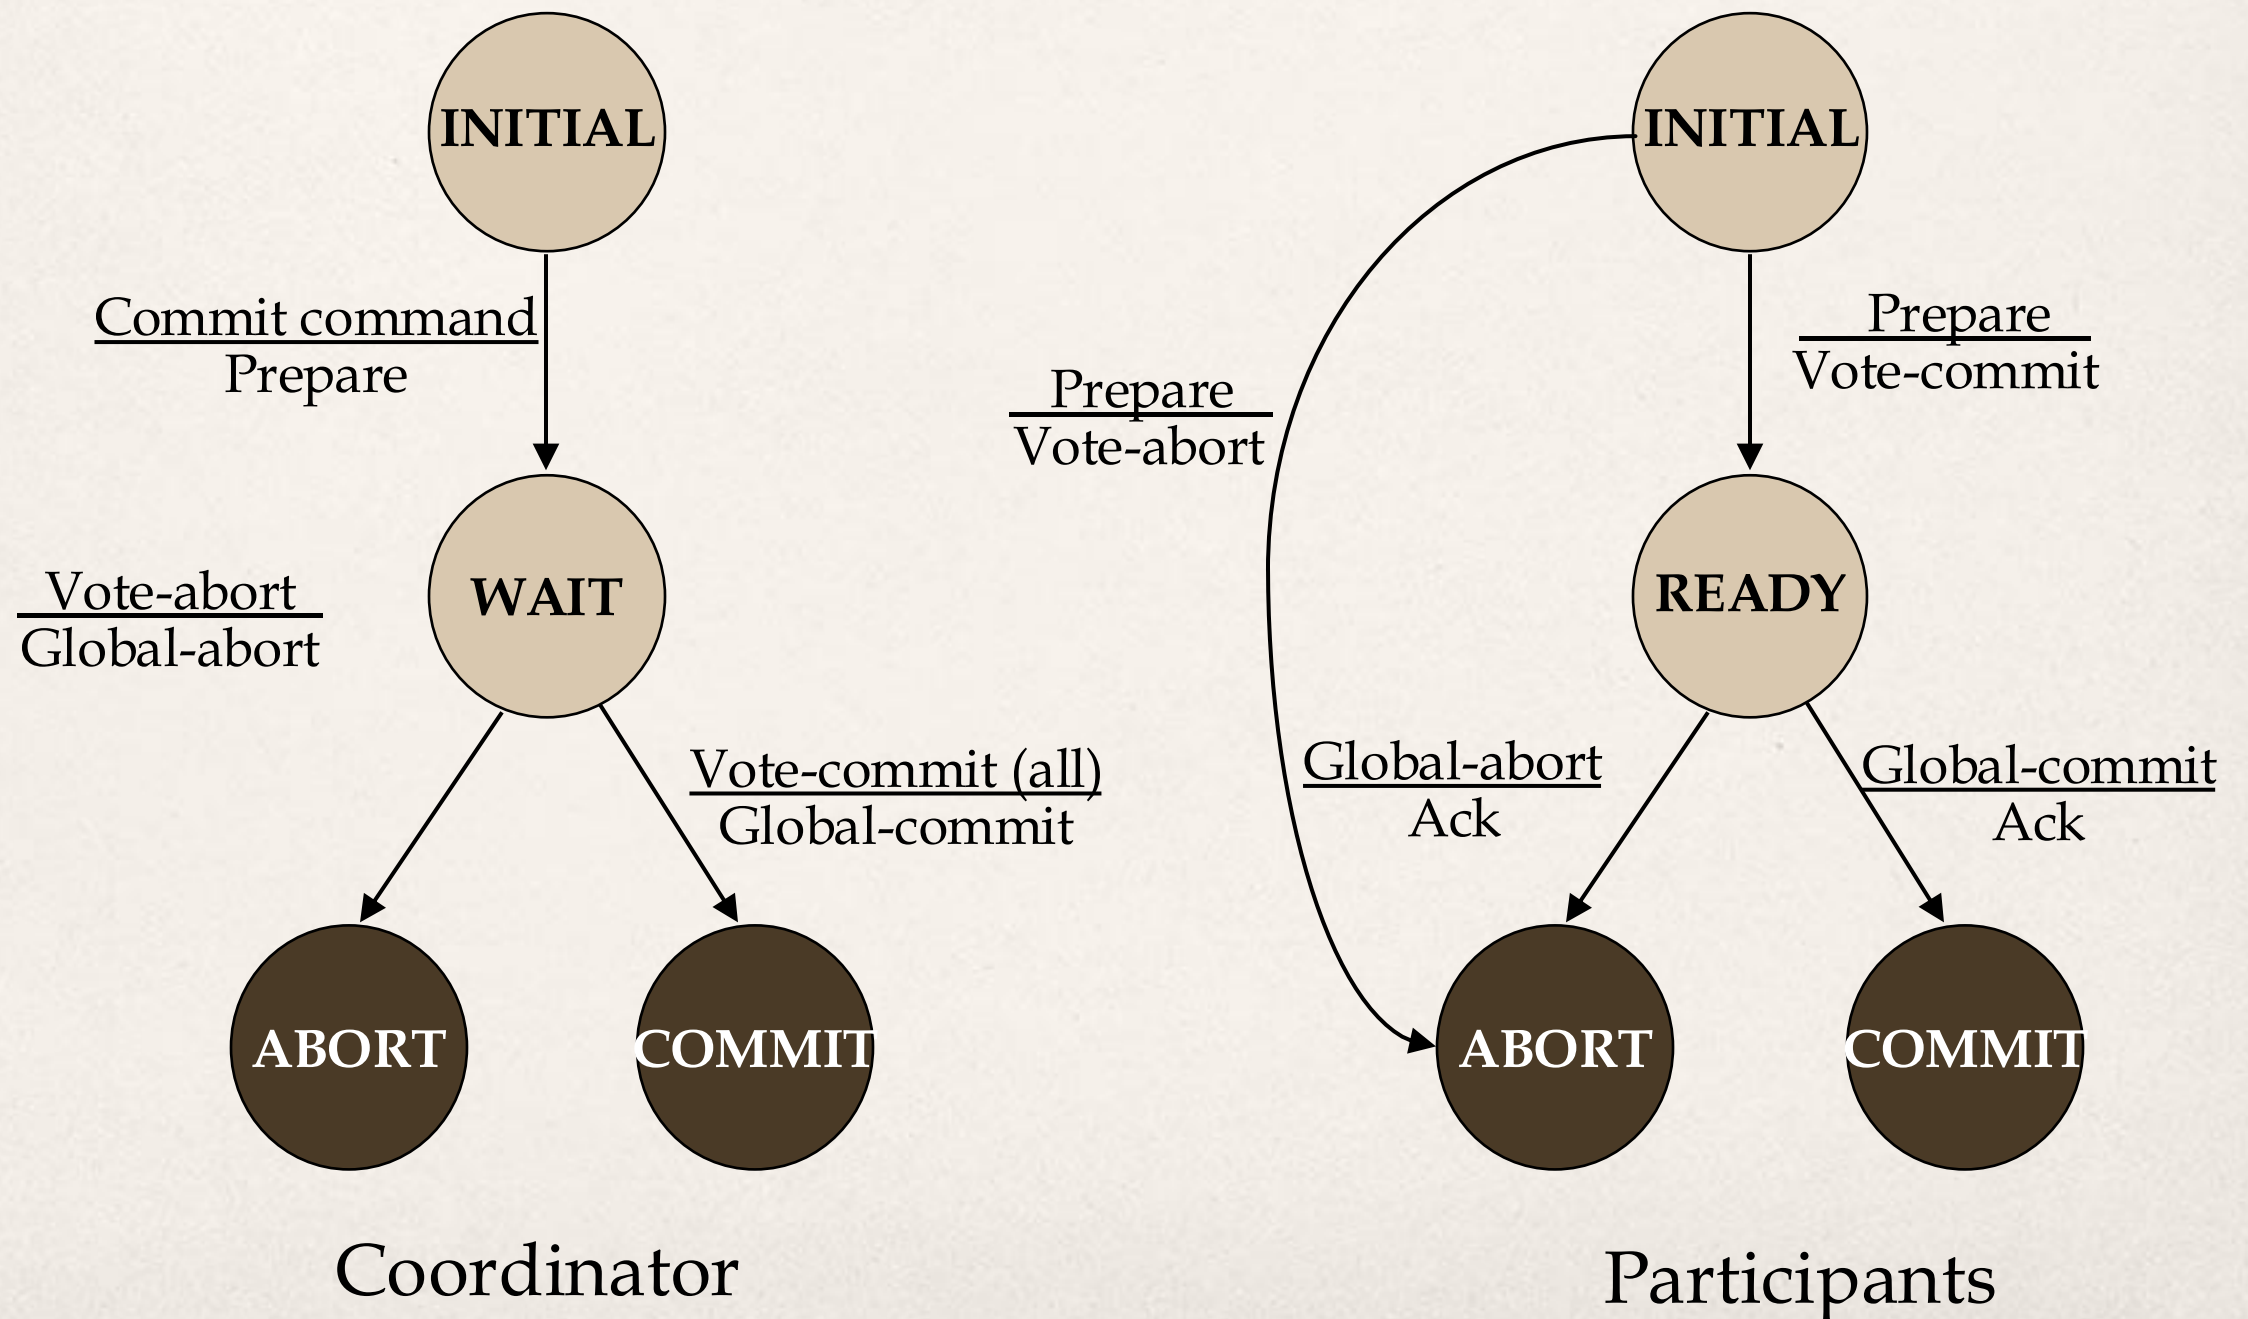 INITIAL
Commit command
Prepare
WAIT
Vote-abort
Global-abort
Vote-commit (all)
Global-commit
ABORT
COMMIT
Coordinator
INITIAL
Prepare
Vote-commit
Prepare
Vote-abort
READY
Global-abort
Ack
Global-commit
Ack
ABORT
COMMIT
Participants